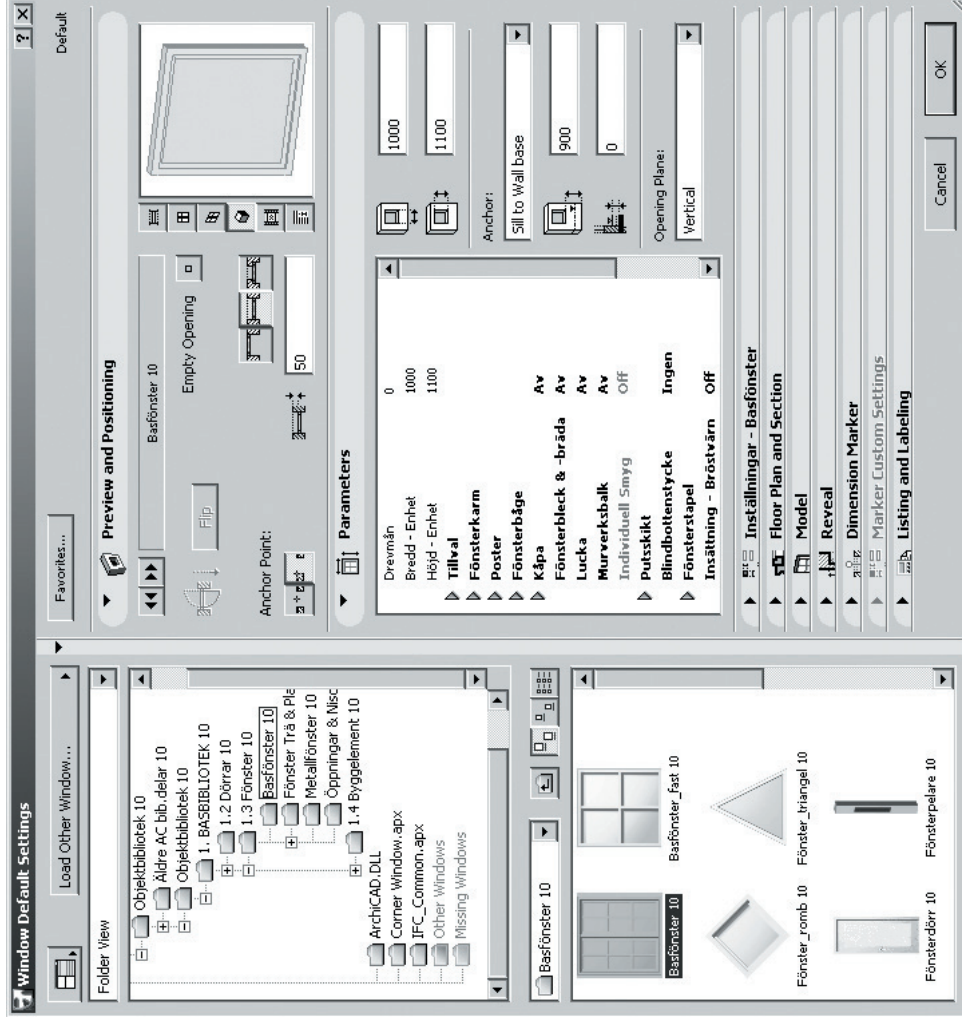 Window Default Settings
? X
Load Other Window...
Favorites...
Default
Folder View
Objektbibliotek 10
Äldre AC bib.delar 10
Objektbibliotek 10
1. BASBIBLIOTEK 10
1.2 Dörrar 10
1.3 Fönster 10
Basfönster 10
Fönster Trä & Pla
Metallfönster 10
Öppningar & Nisc
1.4 Byggelement 10
ArchiCAD.DLL
Corner Window.apx
IFC_Common.apx
Other Windows
Missing Windows
Basfönster 10
Basfönster 10
Basfönster_fast 10
Fönster_romb 10
Fönster_triangel 10
Fönsterdörr 10
Fönsterpelare 10
Preview and Positioning
Basfönster 10
Flip
Empty Opening
Anchor Point:
50
Parameters
Drevmån 0
Bredd - Enhet 1000
Höjd - Enhet 1100
Tillval
Fönsterkarm
Poster
Fönsterbåge
Kåpa Av
Fönsterbleck & -bräda Av
Lucka Av
Murverksbalk Av
Individuell Smyg Off
Putsskikt
Blindbottenstycke Ingen
Fönsterstapel
Insättning - Bröstvärn Off
1000
1100
Anchor:
Sill to Wall base
900
0
Opening Plane:
Vertical
Inställningar - Basfönster
Floor Plan and Section
Model
Reveal
Dimension Marker
Marker Custom Settings
Listing and Labeling
Cancel
OK